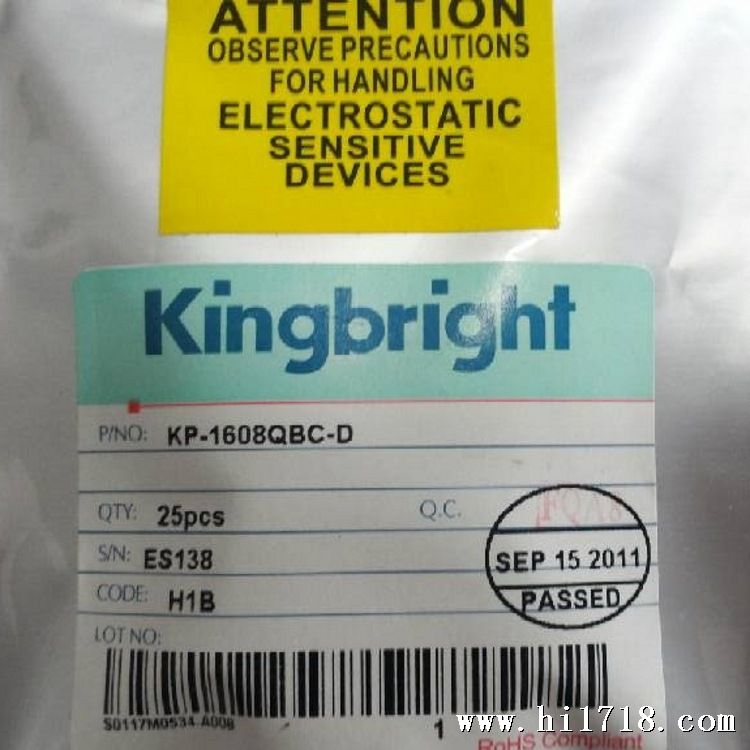 ATTENTION
OBSERVE PRECAUTIONS
FOR HANDLING
ELECTROSTATIC
SENSITIVE
DEVICES
Kingbright
P/NO: KP-1608QBC-D
QTY: 25pcs Q.C.
S/N: ES138
SEP 15 2011
CODE: H1B
PASSED
LOT NO:
S0117M0534-A008
1
www.hi1718.com
RoHS Compliant